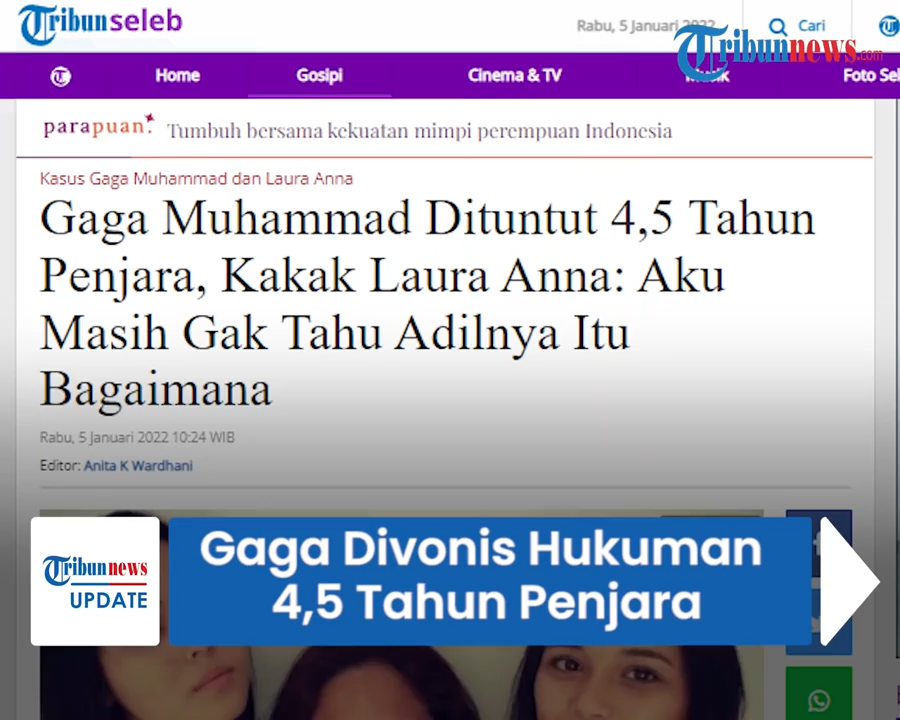 Tribunseleb
Rabu, 5 Januari 2022
Cari
Tribunnews.com
Home
Gosipi
Cinema & TV
Foto Sel
parapuan.
Tumbuh bersama kekuatan mimpi perempuan Indonesia
Kasus Gaga Muhammad dan Laura Anna
Gaga Muhammad Dituntut 4,5 Tahun
Penjara, Kakak Laura Anna: Aku
Masih Gak Tahu Adilnya Itu
Bagaimana
Rabu, 5 Januari 2022 10:24 WIB
Editor: Anita K Wardhani
Tribunnews
UPDATE
Gaga Divonis Hukuman
4,5 Tahun Penjara